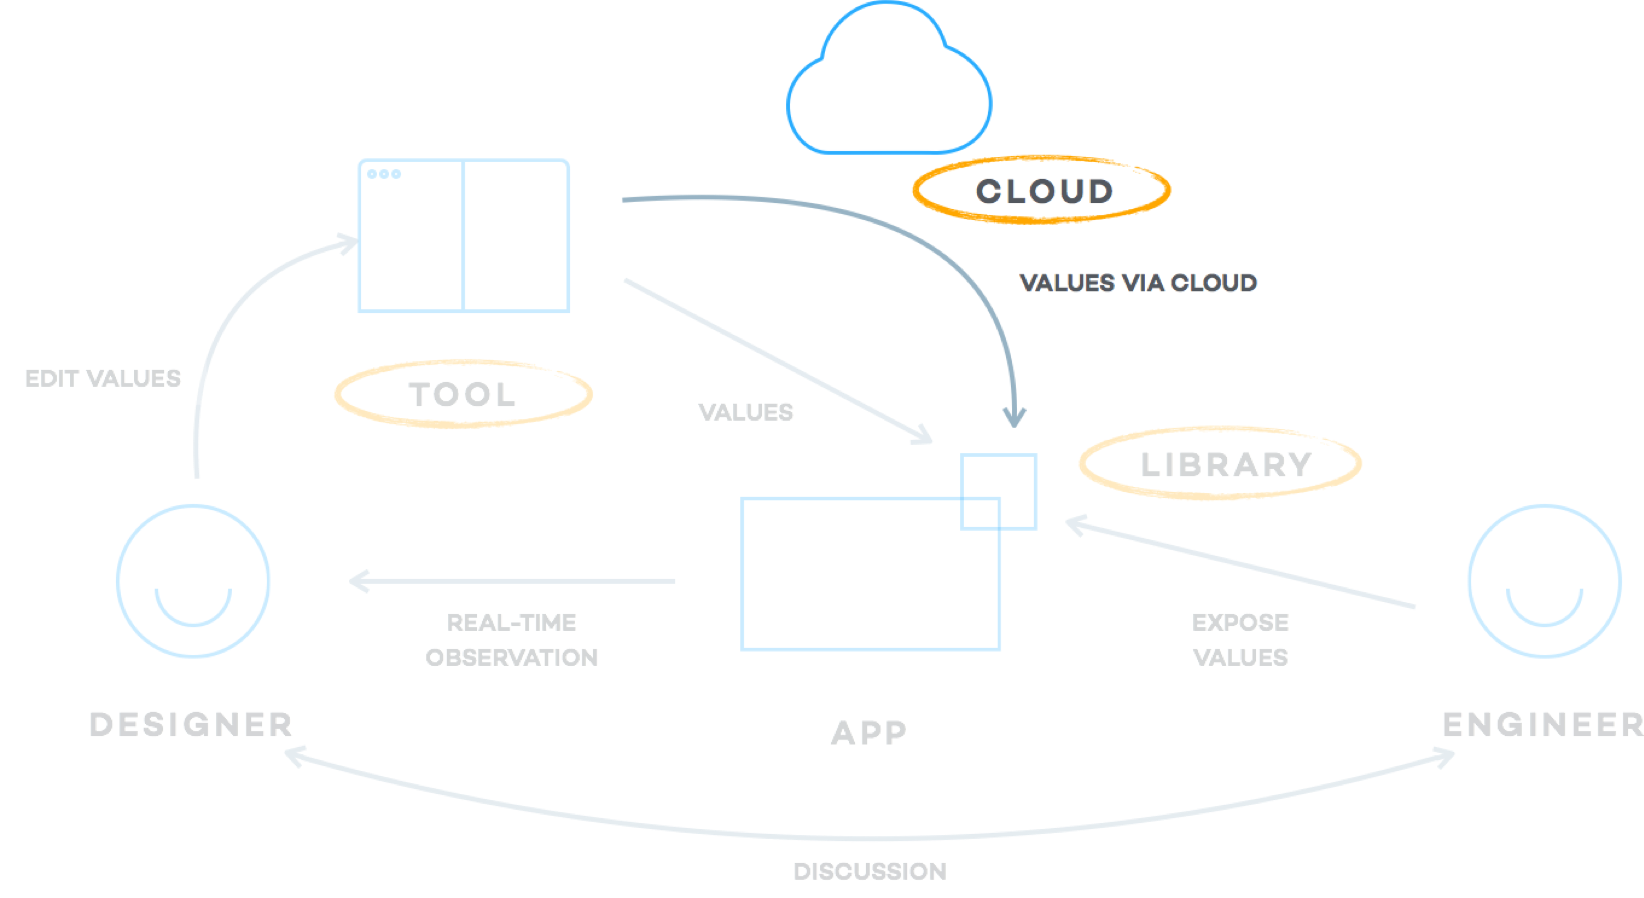 CLOUD
VALUES VIA CLOUD
EDIT VALUES
TOOL
VALUES
LIBRARY
REAL-TIME
OBSERVATION
EXPOSE
VALUES
DESIGNER
APP
ENGINEER
DISCUSSION